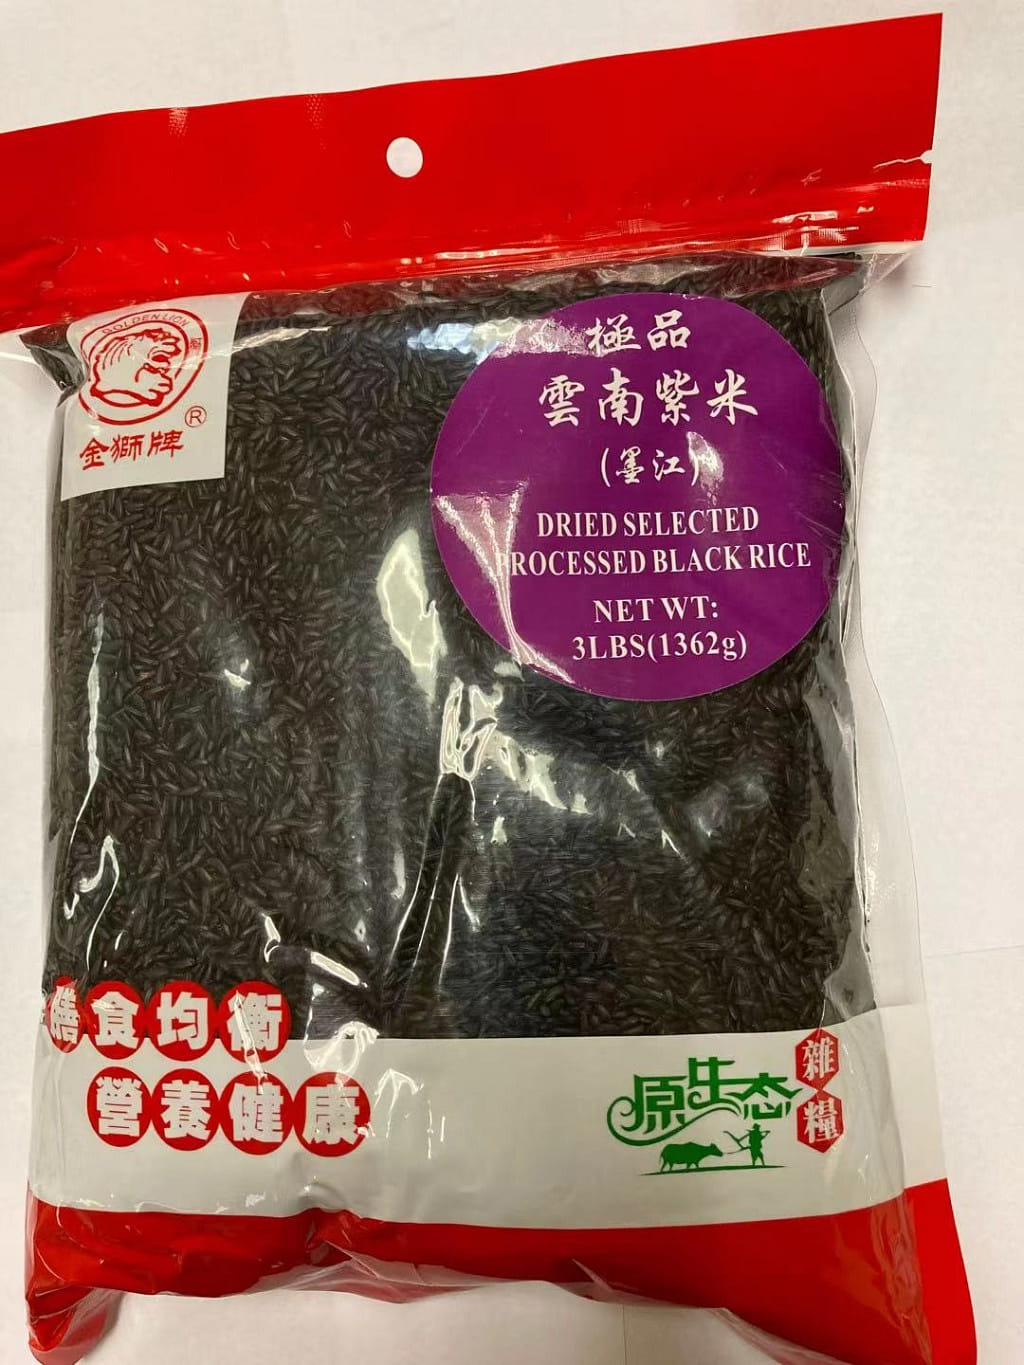 GOLDEN LION
®
金獅牌
極品
雲南紫米
(墨江)
DRIED SELECTED
PROCESSED BLACK RICE
NET WT:
3LBS(1362g)
膳食均衡
營養健康
原生态
雜糧